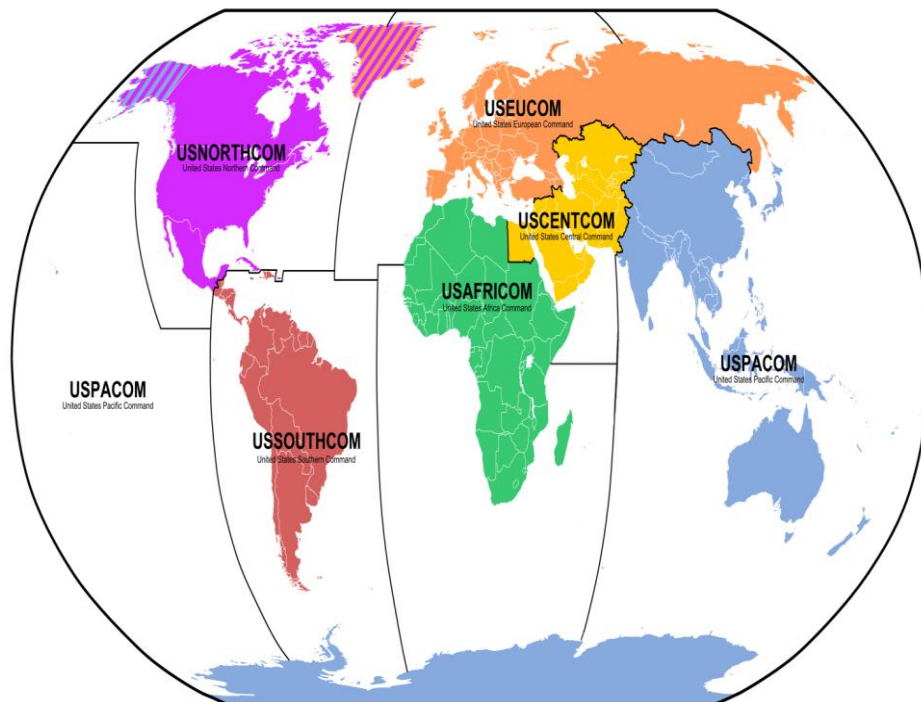 USEUCOM
United States European Command
USNORTHCOM
United States Northern Command
USCENTCOM
United States Central Command
USAFRICOM
United States Africa Command
USPACOM
United States Pacific Command
USPACOM
United States Pacific Command
USSOUTHCOM
United States Southern Command